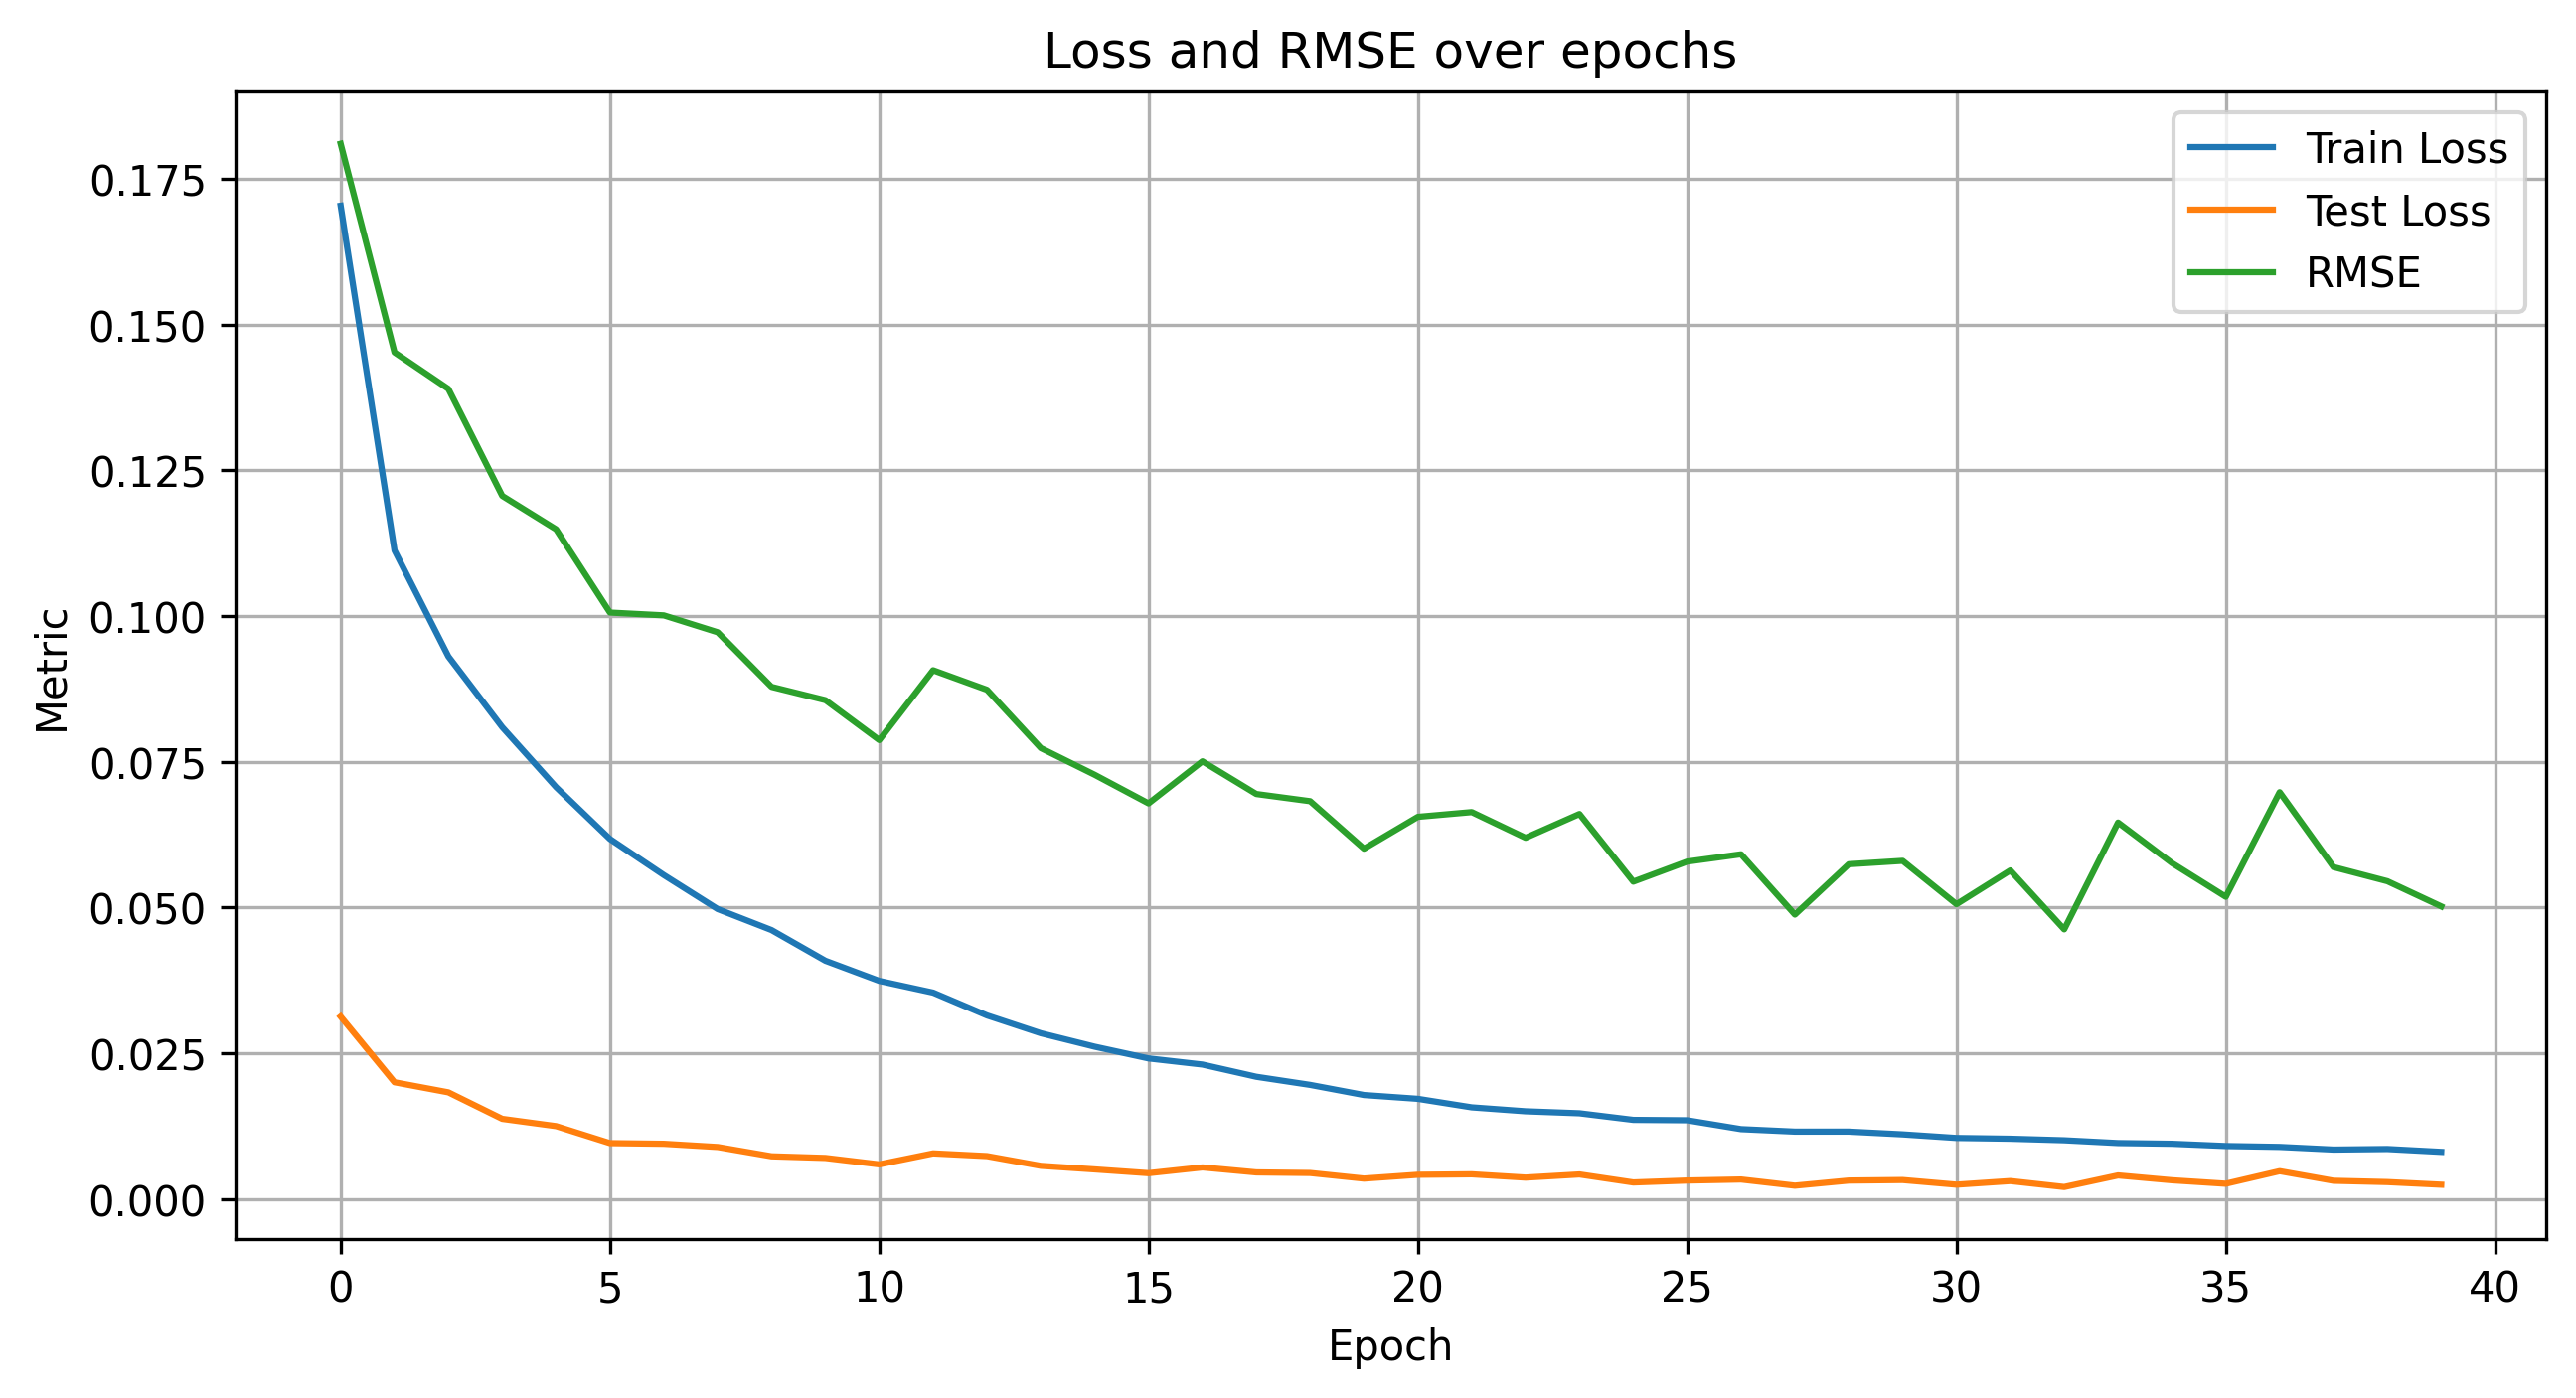 Loss and RMSE over epochs
Train Loss
Test Loss
RMSE
Metric
0.175
0.150
0.125
0.100
0.075
0.050
0.025
0.000
0 5 10 15 20 25 30 35 40
Epoch